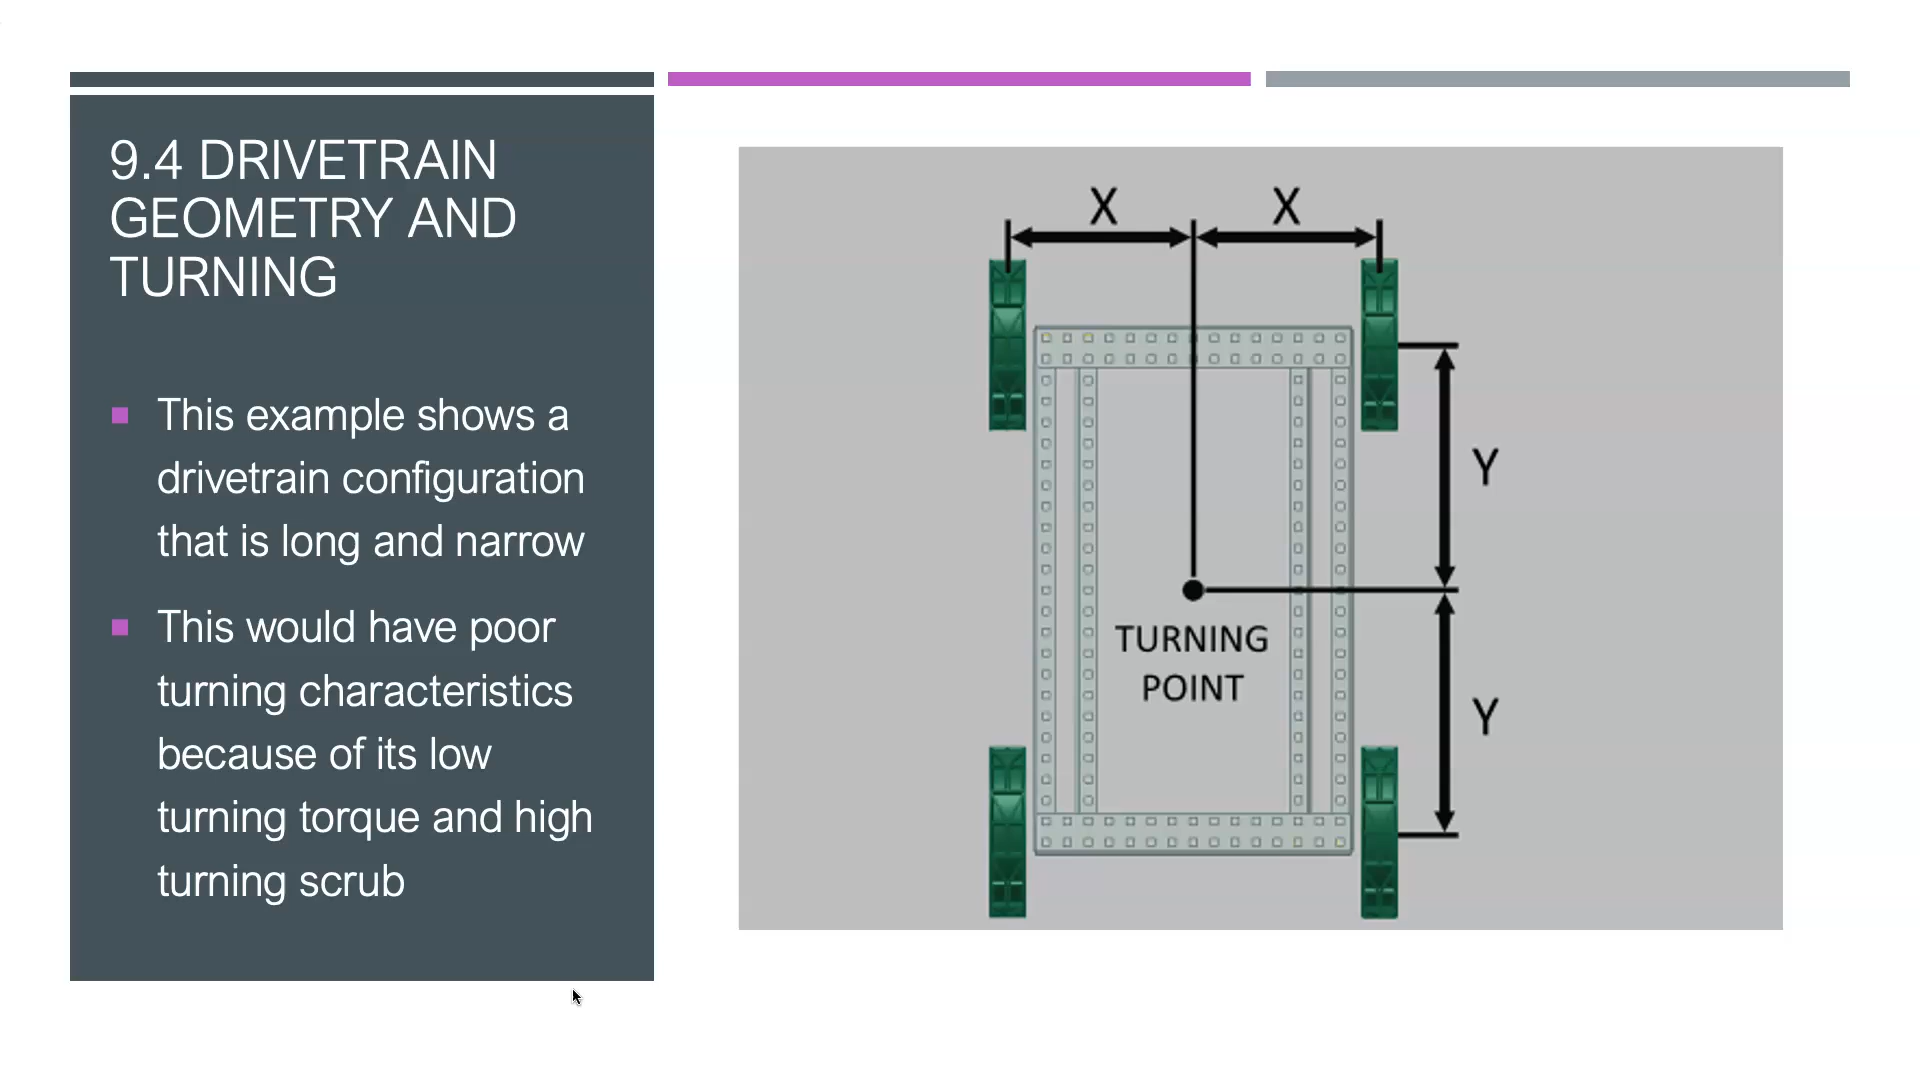 9.4 DRIVETRAIN
GEOMETRY AND
TURNING
This example shows a
drivetrain configuration
that is long and narrow
This would have poor
turning characteristics
because of its low
turning torque and high
turning scrub
X X
Y
TURNING
POINT
Y